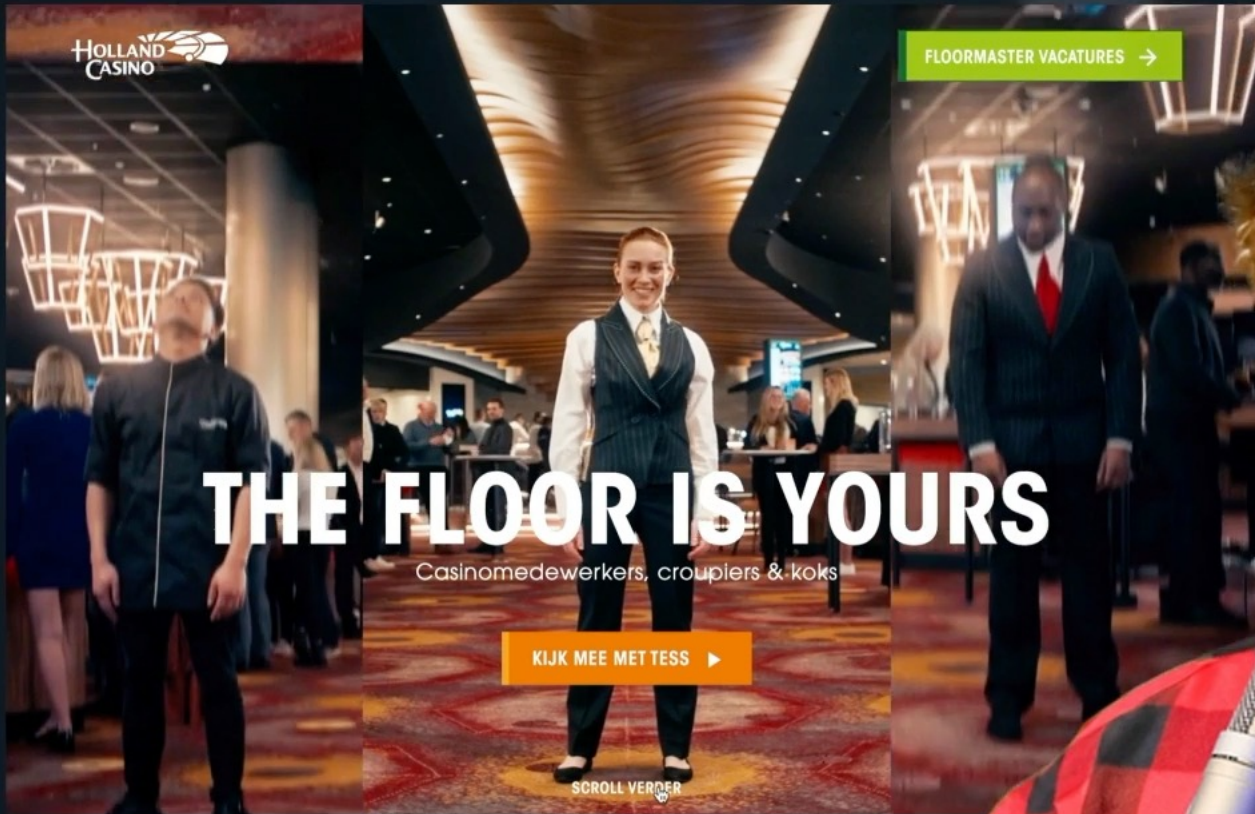 HOLLAND
CASINO
FLOORMASTER VACATURES
THE FLOOR IS YOURS
Casinomedewerkers, croupiers & koks
KIJK MEE MET TESS
SCROLL VERDER